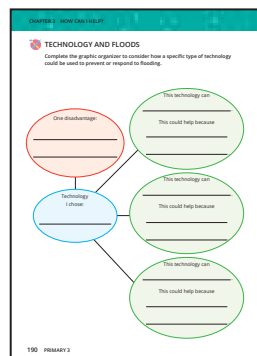 CHAPTER 2 HOW CAN I HELP?
TECHNOLOGY AND FLOODS
Complete the graphic organizer to consider how a specific type of technology
could be used to prevent or respond to flooding.
This technology can
This could help because
One disadvantage:
Technology
I chose:
This technology can
This could help because
This technology can
This could help because
190 PRIMARY 3